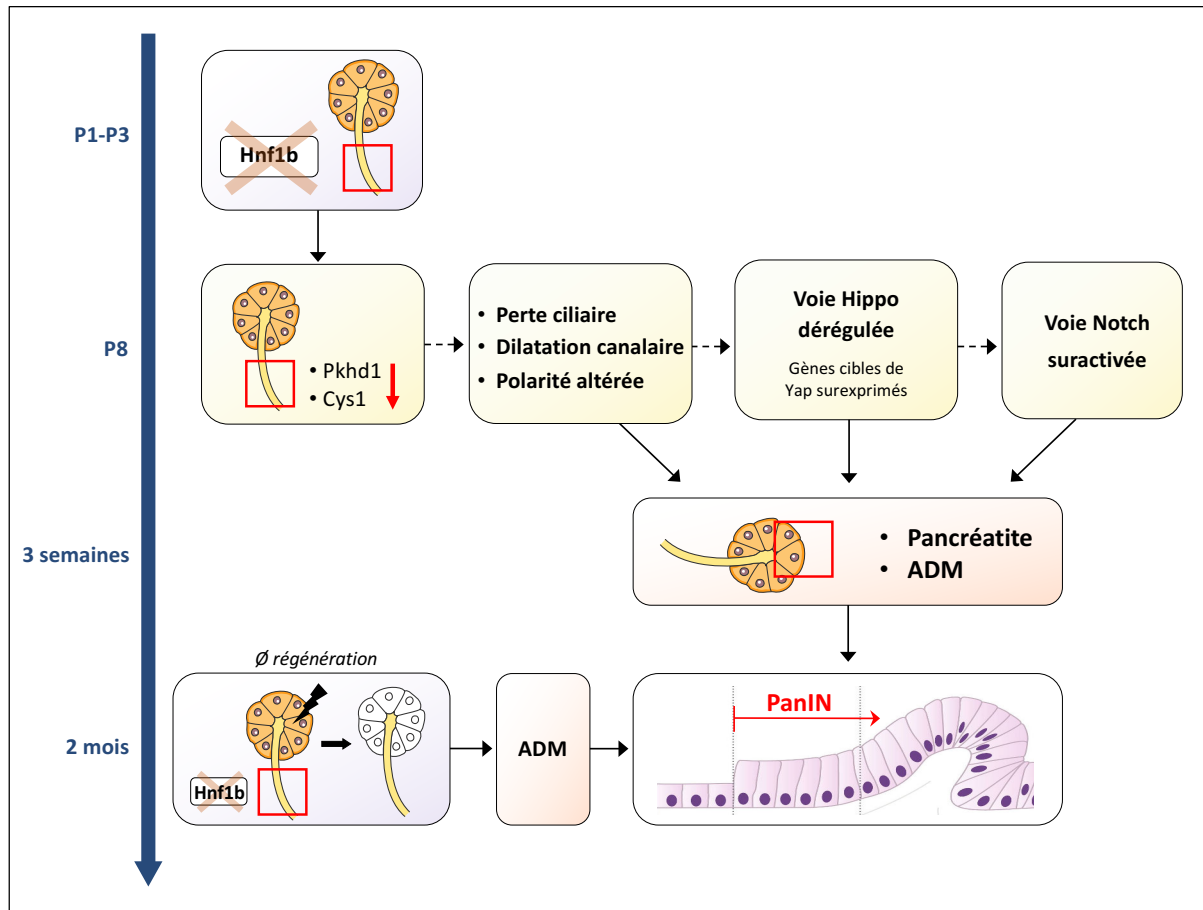 P1-P3
Hnf1b
P8
• Pkhd1
• Cys1
• Perte ciliaire
• Dilatation canalaire
• Polarité altérée
Voie Hippo
dérégulée
Gènes cibles de
Yap surexprimés
Voie Notch
suractivée
3 semaines
• Pancréatite
• ADM
Ø régénération
2 mois
Hnf1b
ADM
PanIN